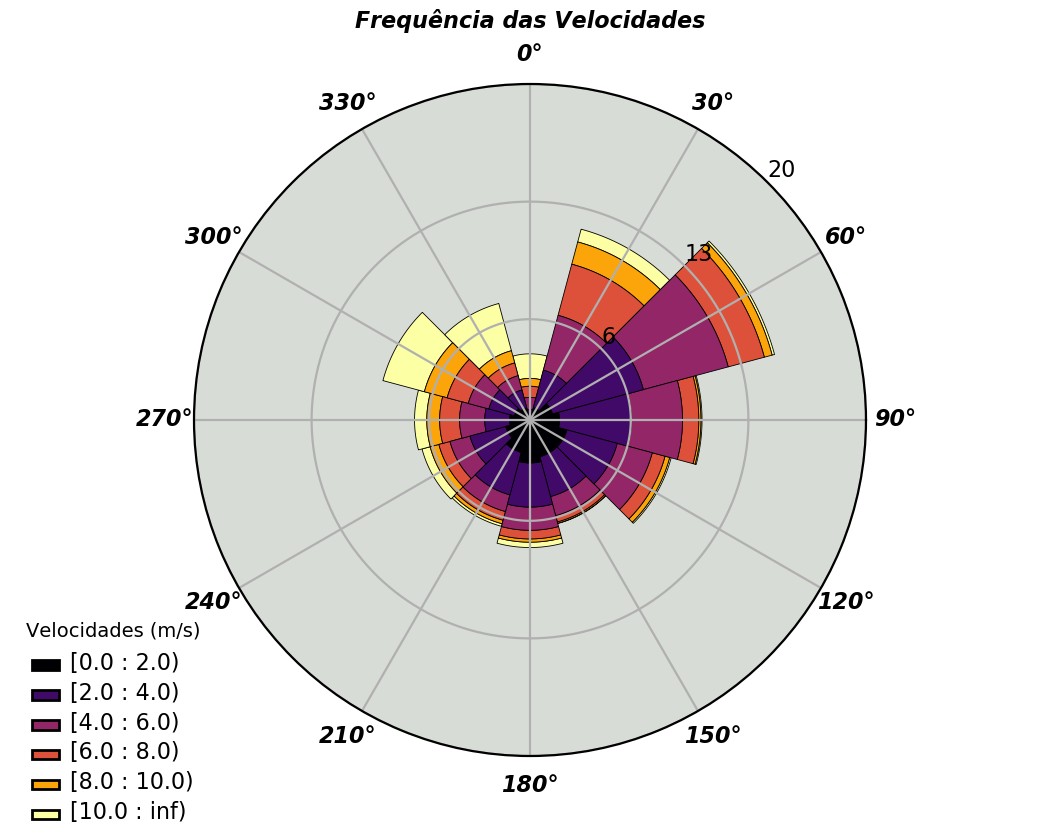 Frequência das Velocidades
0°
330° 30°
20
300° 60°
13
6
270° 90°
240° 120°
210° 150°
180°
Velocidades (m/s)
[0.0 : 2.0)
[2.0 : 4.0)
[4.0 : 6.0)
[6.0 : 8.0)
[8.0 : 10.0)
[10.0 : inf)